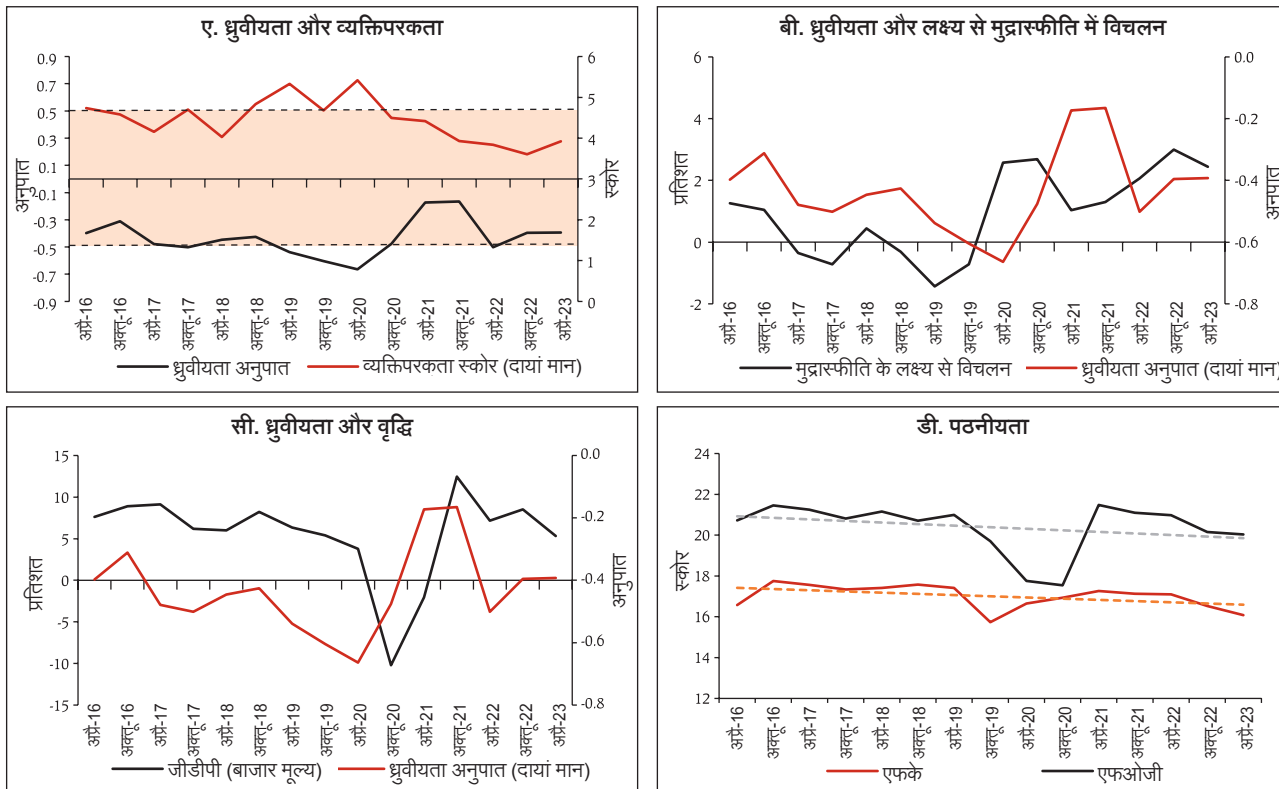 ए. ध्रुवीयता और व्यक्तिपरकता
0.9
0.7
0.5
0.3
0.1
-0.1
-0.3
-0.5
-0.7
-0.9
अनुपात
6
5
4
3
2
1
0
स्कोर
अप्रै-16
अक्तू-16
अप्रै-17
अक्तू-17
अप्रै-18
अक्तू-18
अप्रै-19
अक्तू-19
अप्रै-20
अक्तू-20
अप्रै-21
अक्तू-21
अप्रै-22
अक्तू-22
अप्रै-23
ध्रुवीयता अनुपात व्यक्तिपरकता स्कोर (दायां मान)
बी. ध्रुवीयता और लक्ष्य से मुद्रास्फीति में विचलन
6
4
2
0
-2
प्रतिशत
0.0
-0.2
-0.4
-0.6
-0.8
अनुपात
अप्रै-16
अक्तू-16
अप्रै-17
अक्तू-17
अप्रै-18
अक्तू-18
अप्रै-19
अक्तू-19
अप्रै-20
अक्तू-20
अप्रै-21
अक्तू-21
अप्रै-22
अक्तू-22
अप्रै-23
मुद्रास्फीति के लक्ष्य से विचलन ध्रुवीयता अनुपात (दायां मान)
सी. ध्रुवीयता और वृद्धि
15
10
5
0
-5
-10
-15
प्रतिशत
0.0
-0.2
-0.4
-0.6
-0.8
अनुपात
अप्रै-16
अक्तू-16
अप्रै-17
अक्तू-17
अप्रै-18
अक्तू-18
अप्रै-19
अक्तू-19
अप्रै-20
अक्तू-20
अप्रै-21
अक्तू-21
अप्रै-22
अक्तू-22
अप्रै-23
जीडीपी (बाजार मूल्य) ध्रुवीयता अनुपात (दायां मान)
डी. पठनीयता
24
22
20
18
16
14
12
स्कोर
अप्रै-16
अक्तू-16
अप्रै-17
अक्तू-17
अप्रै-18
अक्तू-18
अप्रै-19
अक्तू-19
अप्रै-20
अक्तू-20
अप्रै-21
अक्तू-21
अप्रै-22
अक्तू-22
अप्रै-23
एफके एफओजी